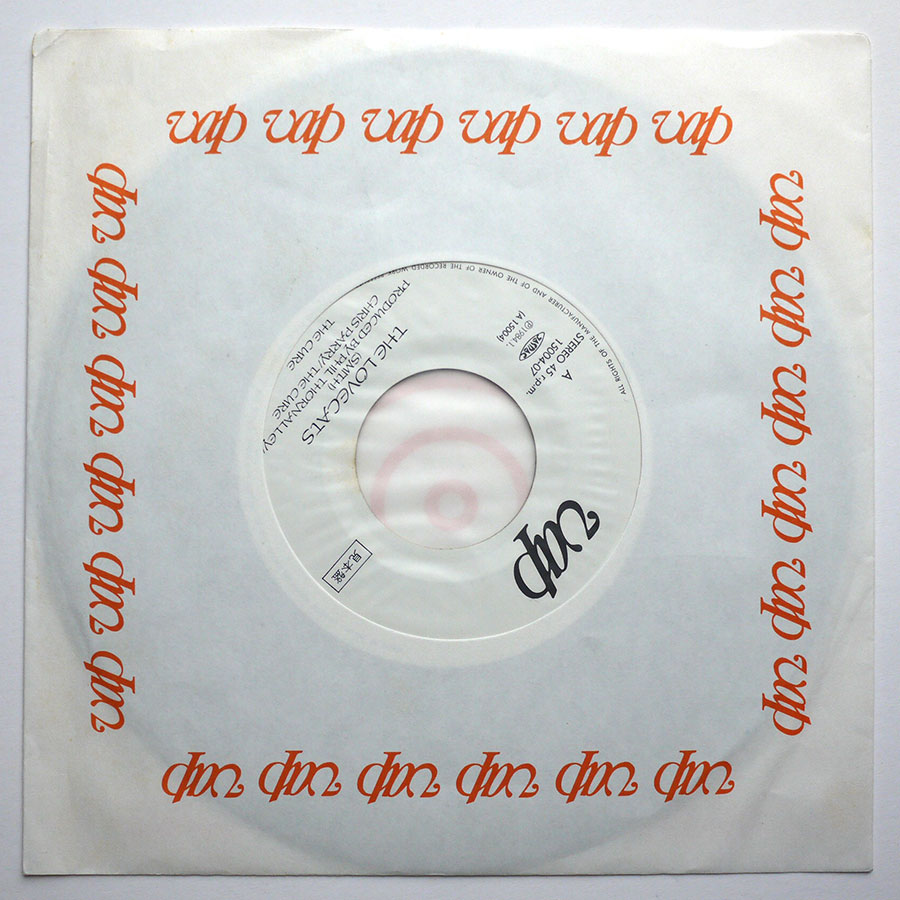 vap vap vap vap vap vap
vap vap vap vap vap vap
vap vap vap vap vap vap
vap vap vap vap vap vap
vap
見本盤
A
15004-07
STEREO 45 r.p.m.
℗1984.1.
(A 15004)
THE LOVECATS
(SMITH)
PRODUCED BY PHIL THORNALLEY/
CHRIS PARRY/THE CURE
THE CURE
ALL RIGHTS OF THE MANUFACTURER AND OF THE OWNER OF THE RECORDED WORK